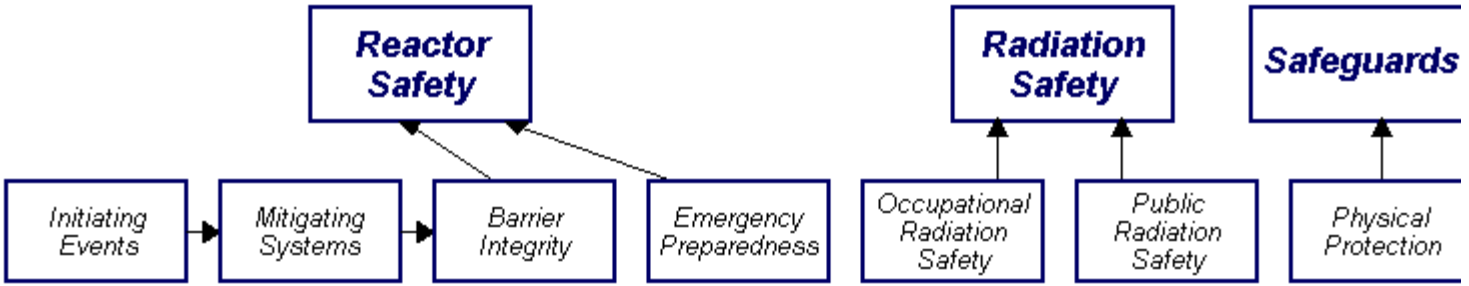 Reactor
Safety
Radiation
Safety
Safeguards
Initiating
Events
Mitigating
Systems
Barrier
Integrity
Emergency
Preparedness
Occupational
Radiation
Safety
Public
Radiation
Safety
Physical
Protection